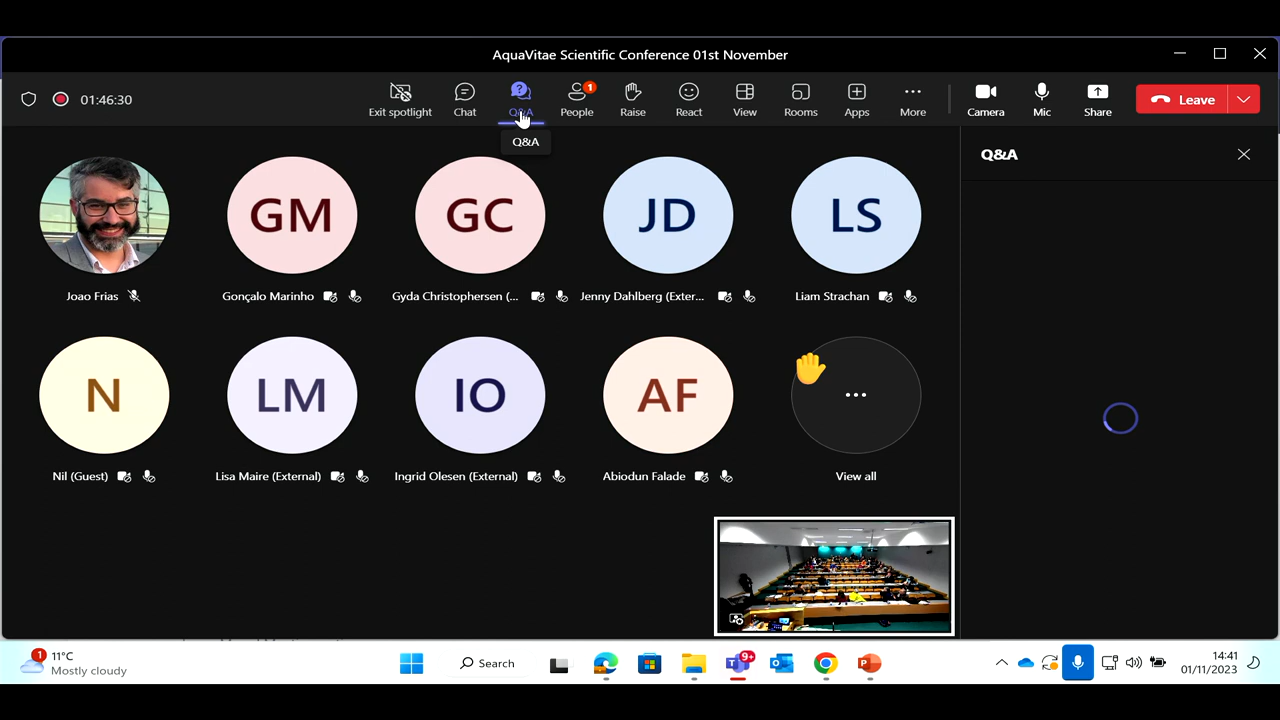 AquaVitae Scientific Conference 01st November
01:46:30
Exit spotlight
Chat
Q&A
People
1
Raise
React
View
Rooms
Apps
More
Camera
Mic
Share
Leave
Q&A
Q&A
GM
GC
JD
LS
Joao Frias
Gonçalo Marinho
Gyda Christophersen (...
Jenny Dahlberg (Exter...
Liam Strachan
N
LM
IO
AF
Nil (Guest)
Lisa Maire (External)
Ingrid Olesen (External)
Abiodun Falade
View all
1
11°C
Mostly cloudy
Search
9+
14:41
01/11/2023